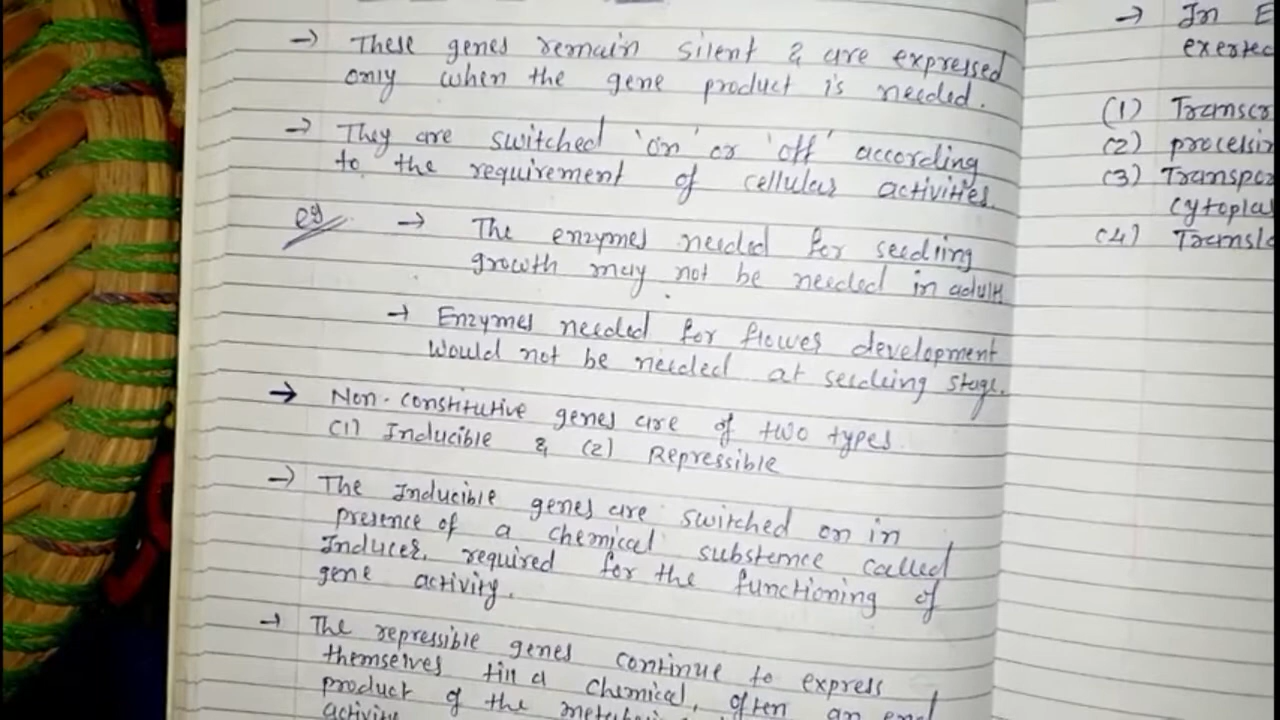 → These genes remain silent & are expressed
only when the gene product is needed.
→ They are switched 'on' or 'off' according
to the requirement of cellular activities.
eg → The enzymes needed for seedling
growth may not be needed in adult
→ Enzymes needed for flower development
would not be needed at seedling stage.
→ Non-constitutive genes are of two types.
(1) Inducible & (2) Repressible
→ The Inducible genes are switched on in
presence of a chemical substance called
Inducer, required for the functioning of
gene activity.
→ The repressible genes continue to express
themselves till a chemical, often an end
product of the
activity
→ In E
exerted
(1) Transcr
(2) processin
(3) Transpor
cytoplas
(4) Transla